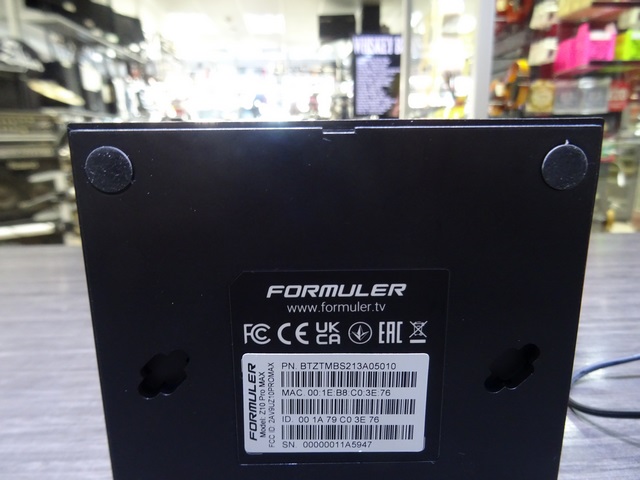 FORMULER
www.formuler.tv
FC CE UK CA EAC
FORMULER
Model: Z10 Pro MAX
FCC ID: 2AV9UZ10PROMAX
PN. BTZTMBS213A05010
MAC. 00:1E:B8 C0 3E 76
ID. 00 1A 79 C0 3E 76
SN. 00000011A5947